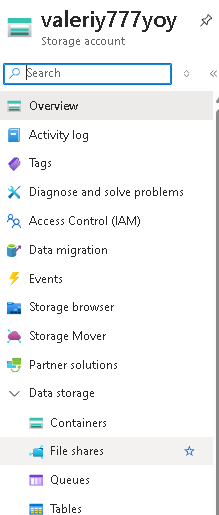 valeriy777yoy
Storage account
Search
Overview
Activity log
Tags
Diagnose and solve problems
Access Control (IAM)
Data migration
Events
Storage browser
Storage Mover
Partner solutions
Data storage
Containers
File shares
Queues
Tables